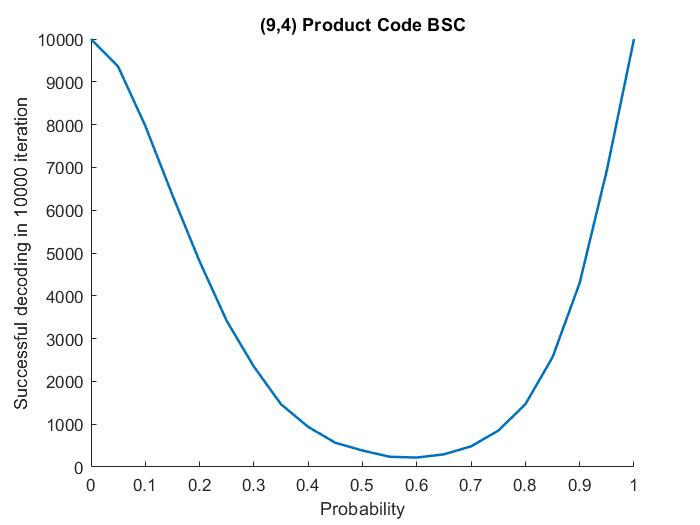 (9,4) Product Code BSC
10000
9000
8000
7000
6000
5000
4000
3000
2000
1000
0
Successful decoding in 10000 iteration
0 0.1 0.2 0.3 0.4 0.5 0.6 0.7 0.8 0.9 1
Probability